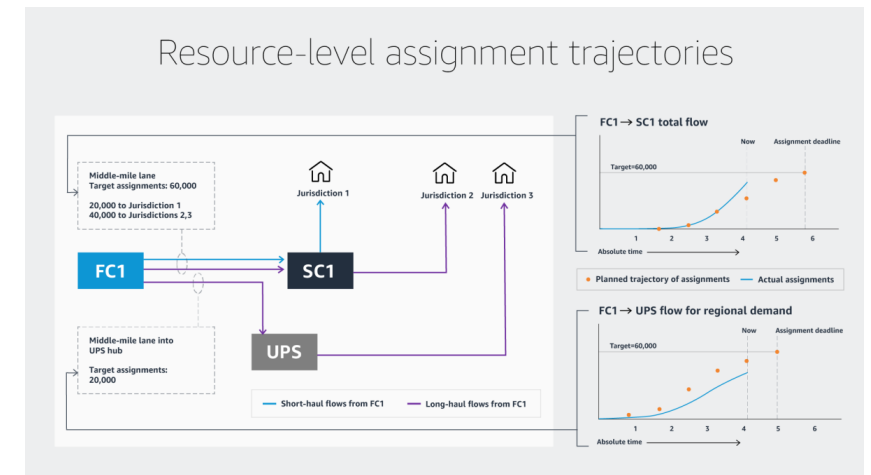 Resource-level assignment trajectories
Middle-mile lane
Target assignments: 60,000
20,000 to Jurisdiction 1
40,000 to Jurisdictions 2,3
Jurisdiction 1
Jurisdiction 2
Jurisdiction 3
FC1
SC1
UPS
Middle-mile lane into
UPS hub
Target assignments:
20,000
Short-haul flows from FC1
Long-haul flows from FC1
FC1 → SC1 total flow
Now
Assignment deadline
Target=60,000
1 2 3 4 5 6
Absolute time
Planned trajectory of assignments
Actual assignments
FC1 → UPS flow for regional demand
Now
Assignment deadline
Target=60,000
1 2 3 4 5 6
Absolute time